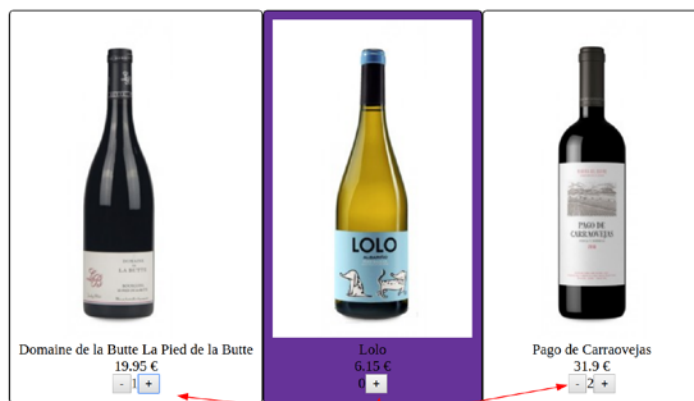 DOMAINE
de
LA BUTTE
LOLO
ALBARIÑO
PAGO DE
CARRAOVEJAS
Domaine de la Butte La Pied de la Butte
19.95 €
- 1 +
Lolo
6.15 €
0 +
Pago de Carraovejas
31.9 €
- 2 +